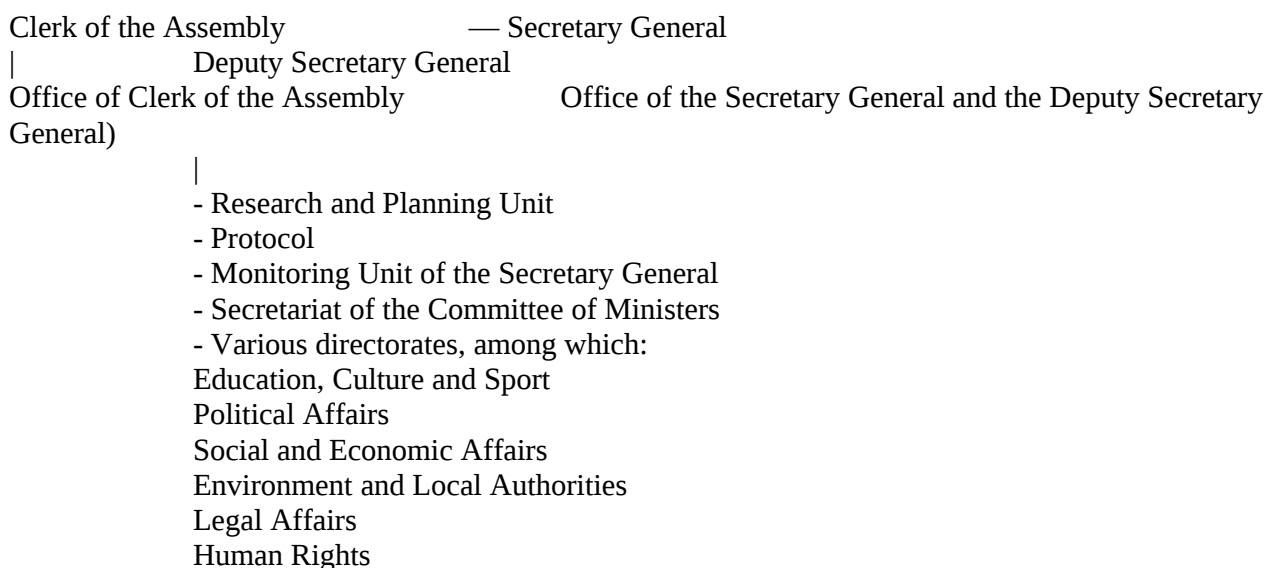 Clerk of the Assembly — Secretary General
| Deputy Secretary General
Office of Clerk of the Assembly Office of the Secretary General and the Deputy Secretary
General)
|
- Research and Planning Unit
- Protocol
- Monitoring Unit of the Secretary General
- Secretariat of the Committee of Ministers
- Various directorates, among which:
Education, Culture and Sport
Political Affairs
Social and Economic Affairs
Environment and Local Authorities
Legal Affairs
Human Rights